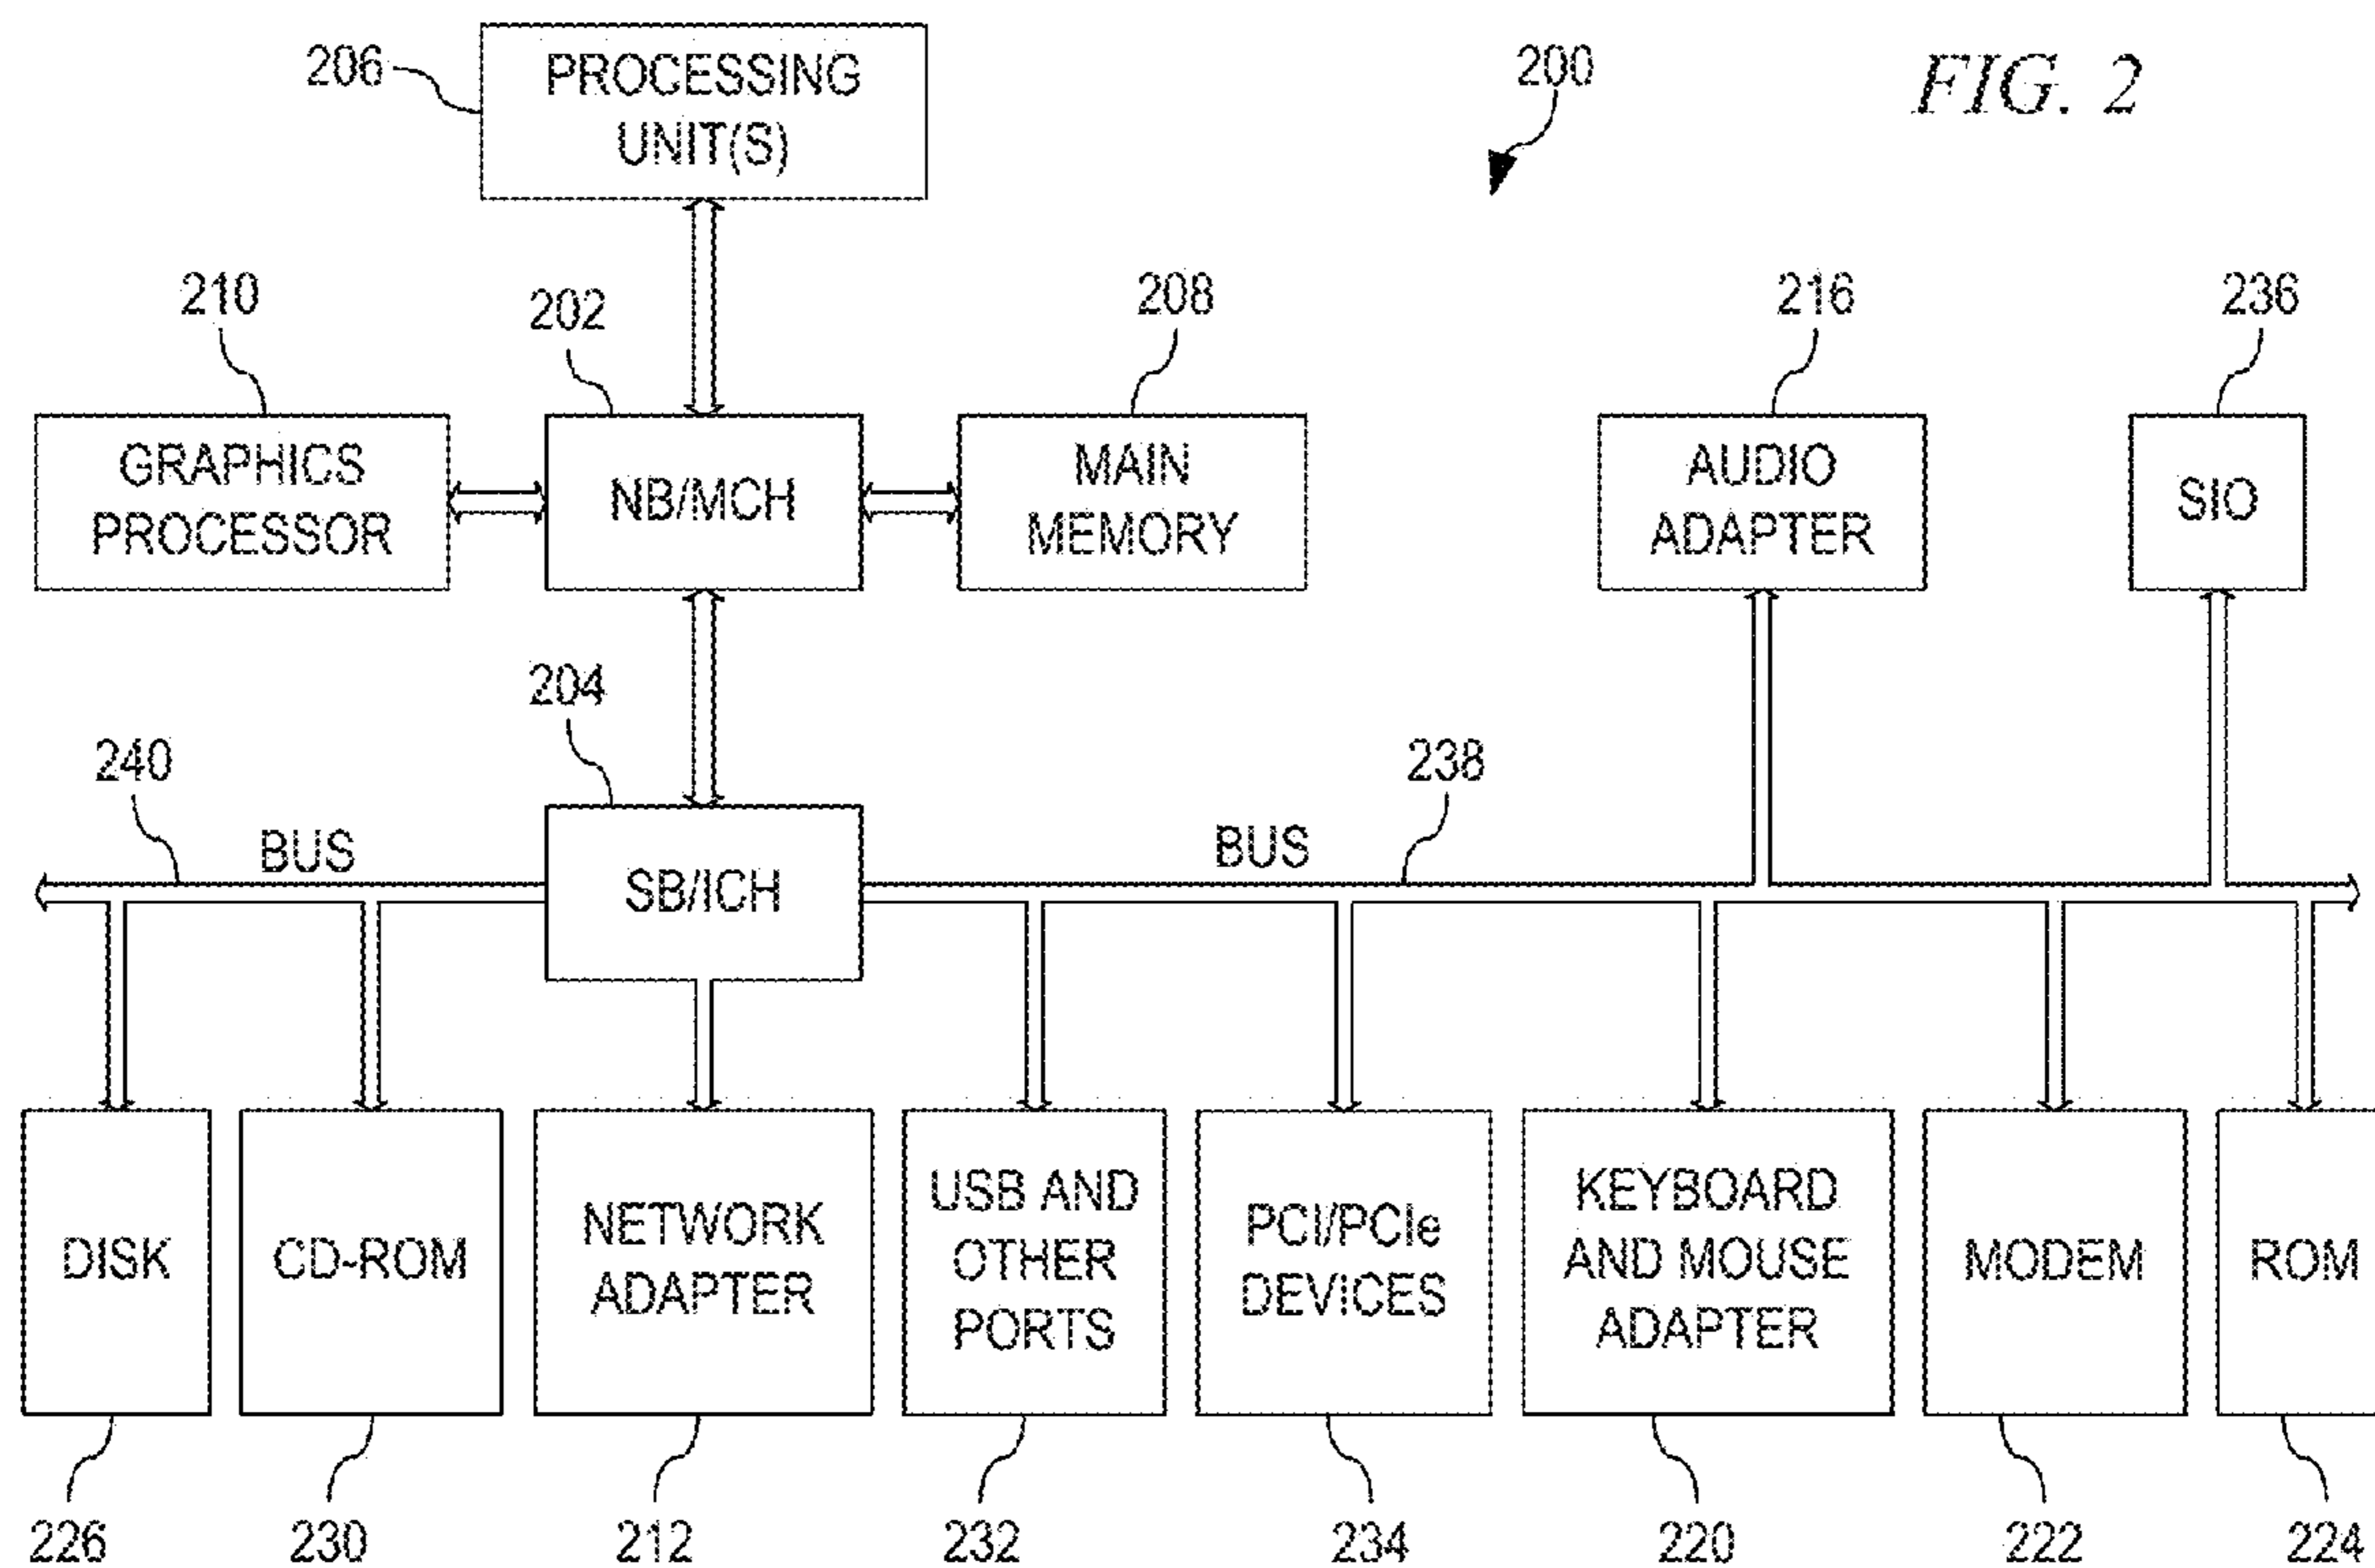 FIG. 2
200
206
PROCESSING
UNIT(S)
210
202
208
216
236
GRAPHICS
PROCESSOR
NB/MCH
MAIN
MEMORY
AUDIO
ADAPTER
SIO
204
240
238
BUS
BUS
SB/ICH
DISK
CD-ROM
NETWORK
ADAPTER
USB AND
OTHER
PORTS
PCI/PCIe
DEVICES
KEYBOARD
AND MOUSE
ADAPTER
MODEM
ROM
226
230
212
232
234
220
222
224